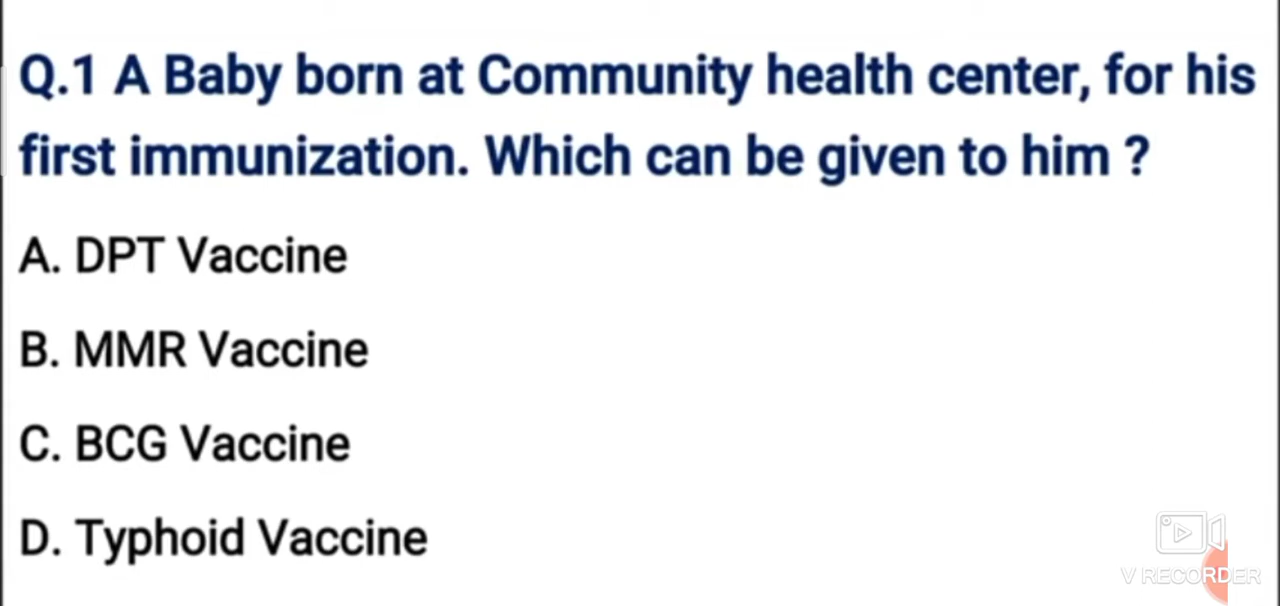 Q.1 A Baby born at Community health center, for his
first immunization. Which can be given to him ?
A. DPT Vaccine
B. MMR Vaccine
C. BCG Vaccine
D. Typhoid Vaccine
V RECORDER